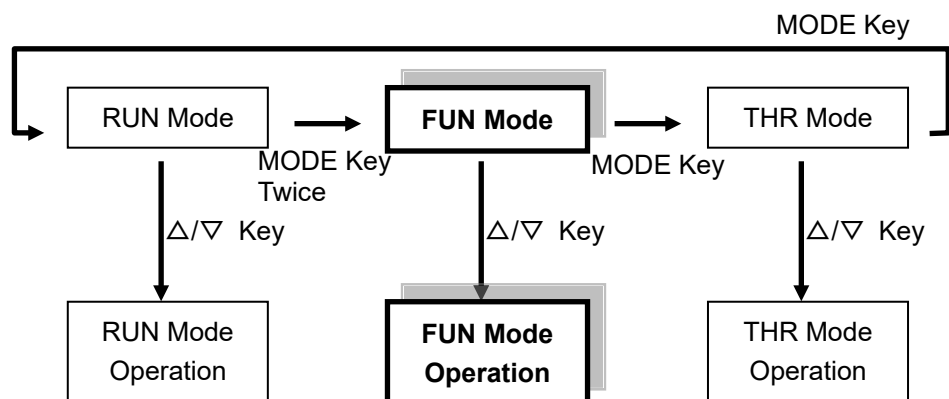 MODE Key
RUN Mode
FUN Mode
THR Mode
MODE Key
Twice
MODE Key
△/▽ Key
△/▽ Key
△/▽ Key
RUN Mode
Operation
FUN Mode
Operation
THR Mode
Operation